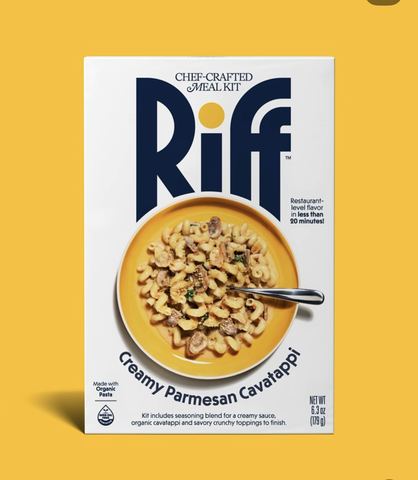 CHEF-CRAFTED
MEAL KIT
Riff™
Restaurant-
level flavor
in less than
20 minutes!
Creamy Parmesan Cavatappi
Made with
Organic
Pasta
Kit includes seasoning blend for a creamy sauce,
organic cavatappi and savory crunchy toppings to finish.
NET WT
6.3 oz
(179 g)